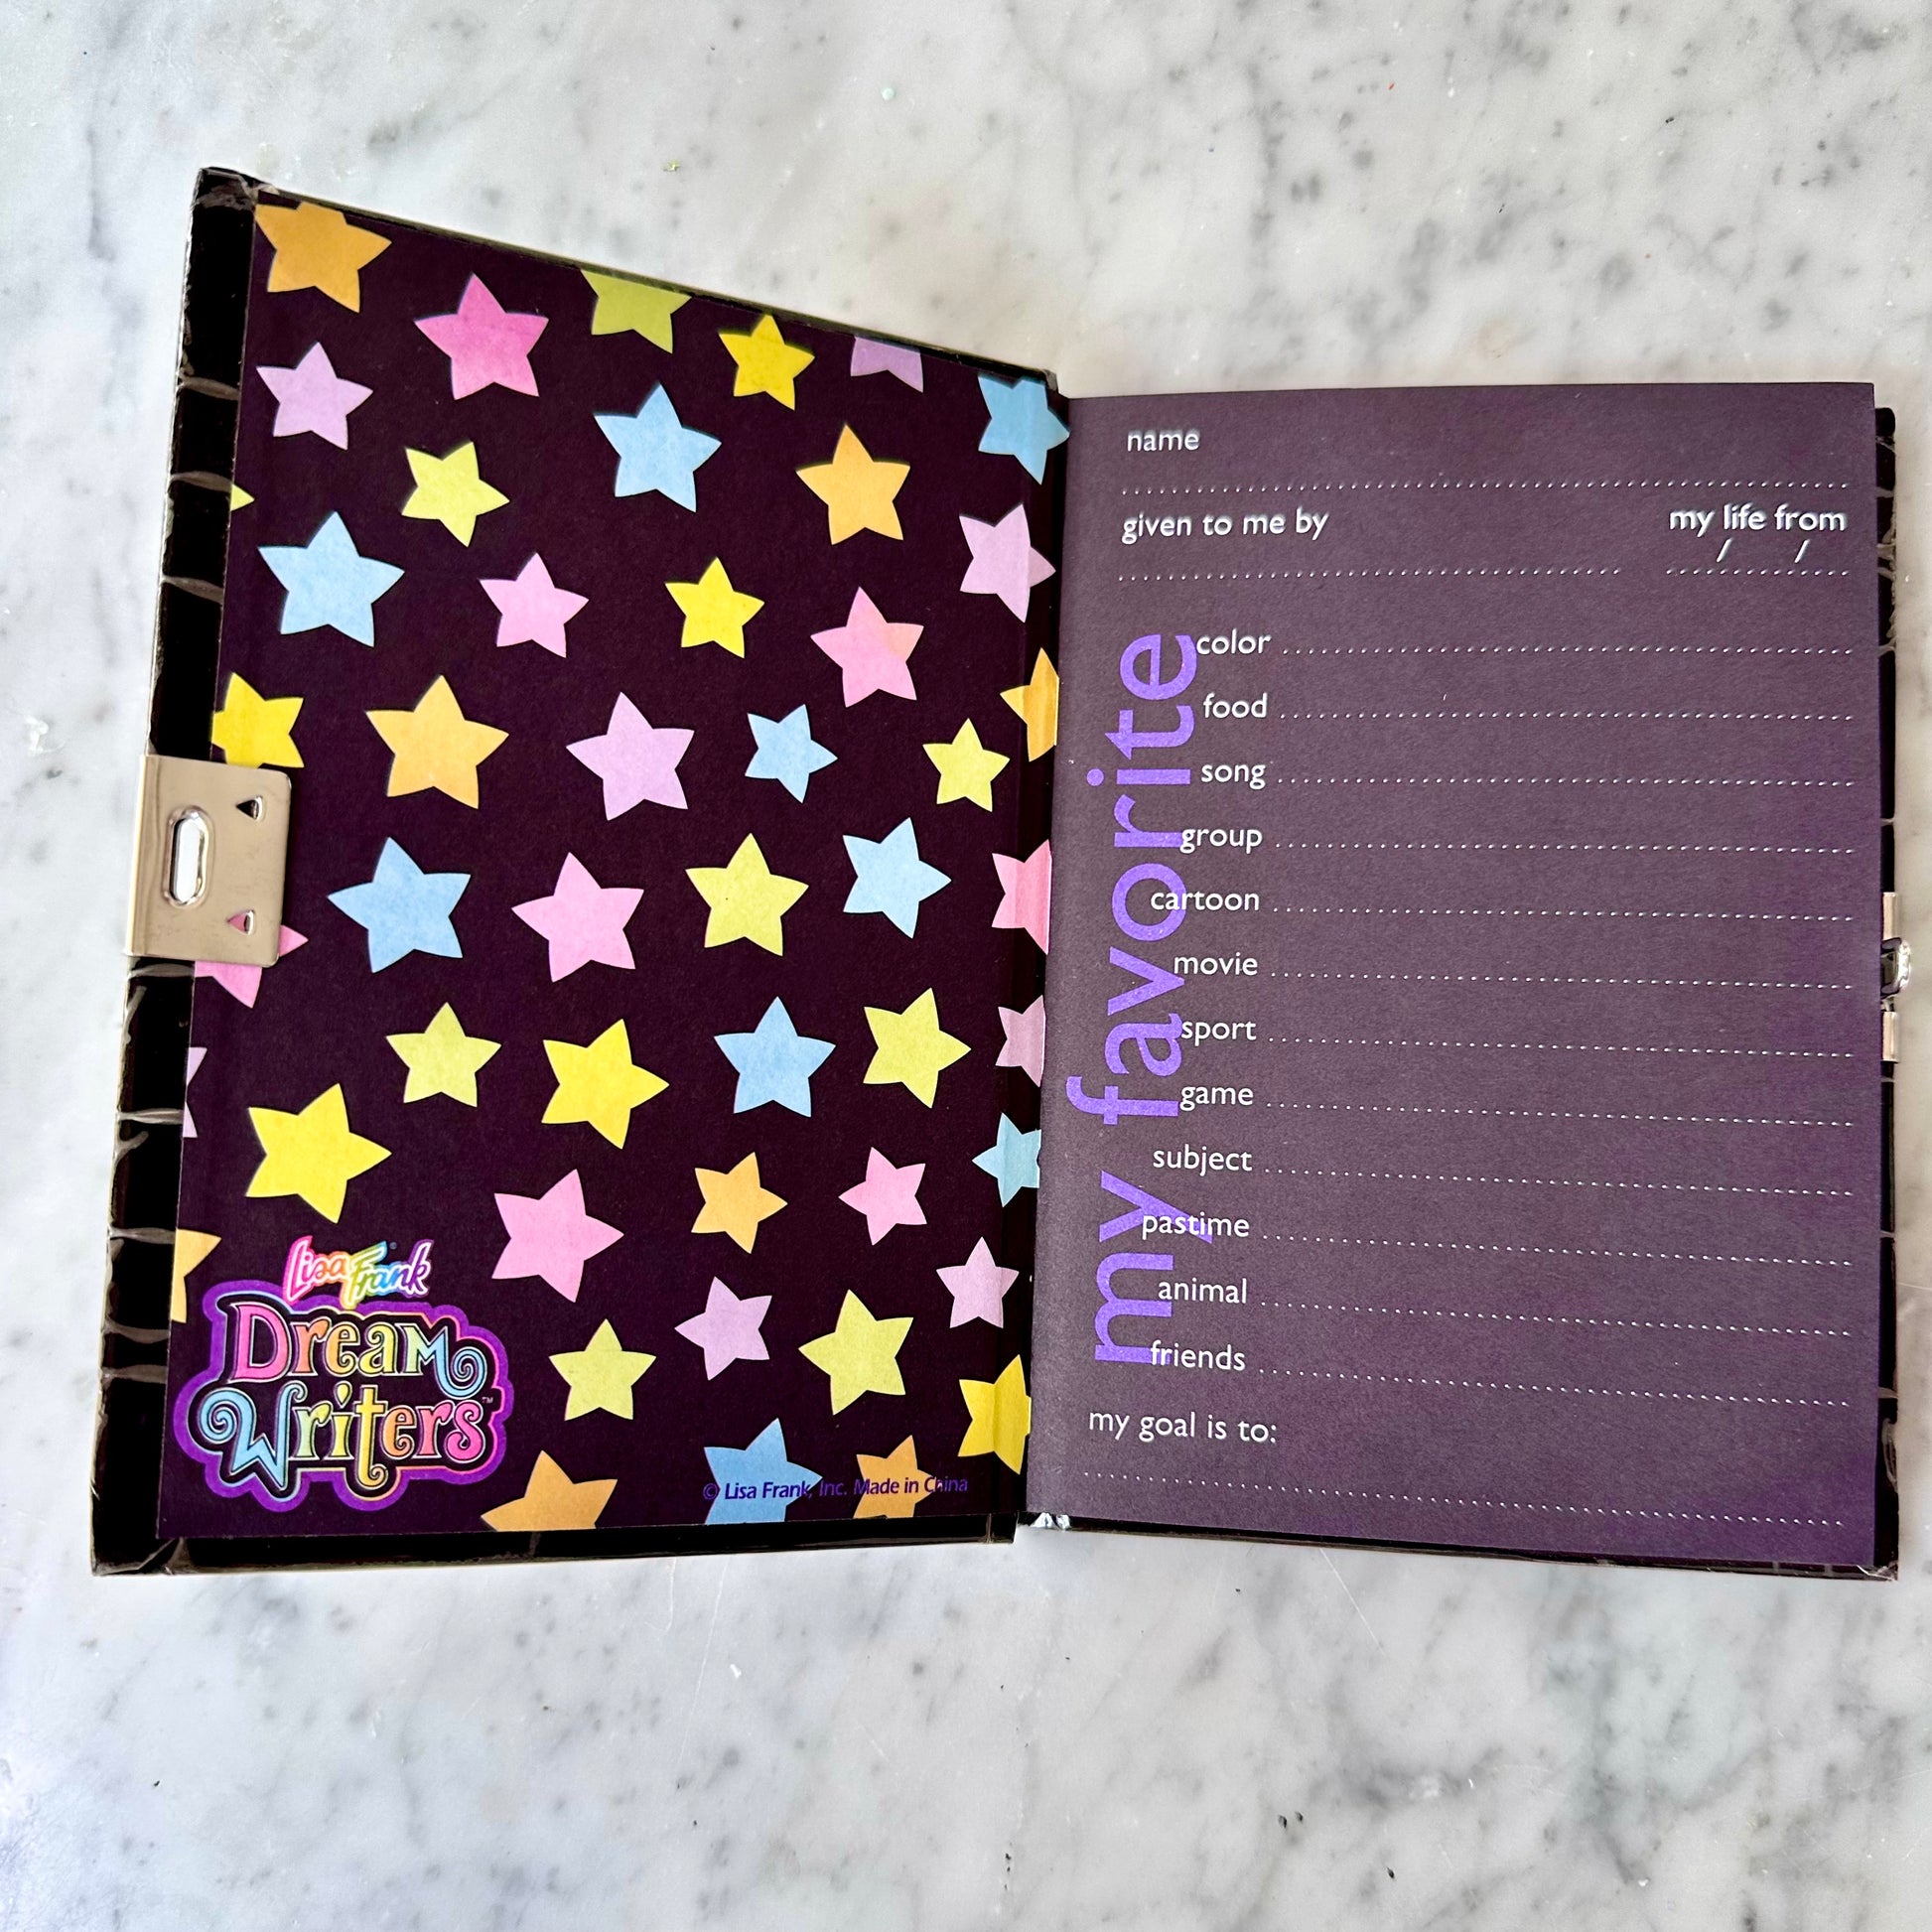 Lisa Frank®
Dream
Writers™
© Lisa Frank, Inc. Made in China
name
given to me by
my life from
/ /
my favorite
color
food
song
group
cartoon
movie
sport
game
subject
pastime
animal
friends
my goal is to: